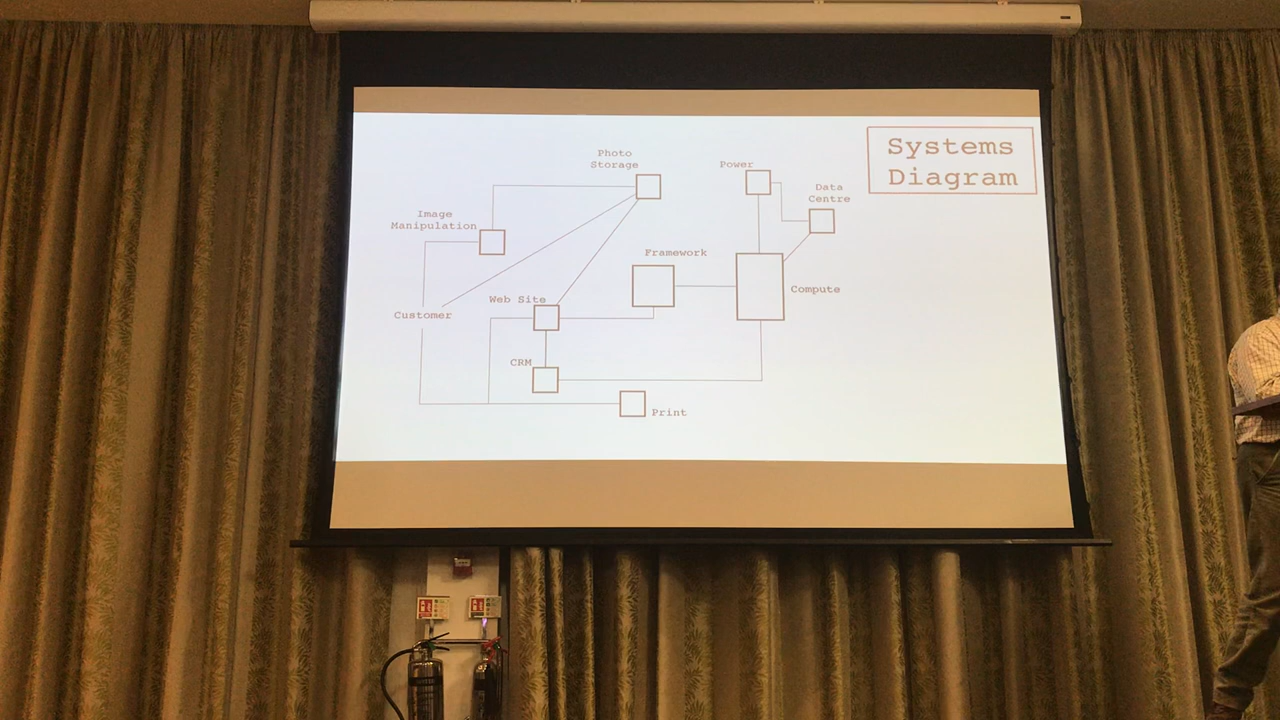 Systems
Diagram
Photo
Storage
Power
Data
Centre
Image
Manipulation
Framework
Compute
Web Site
Customer
CRM
Print